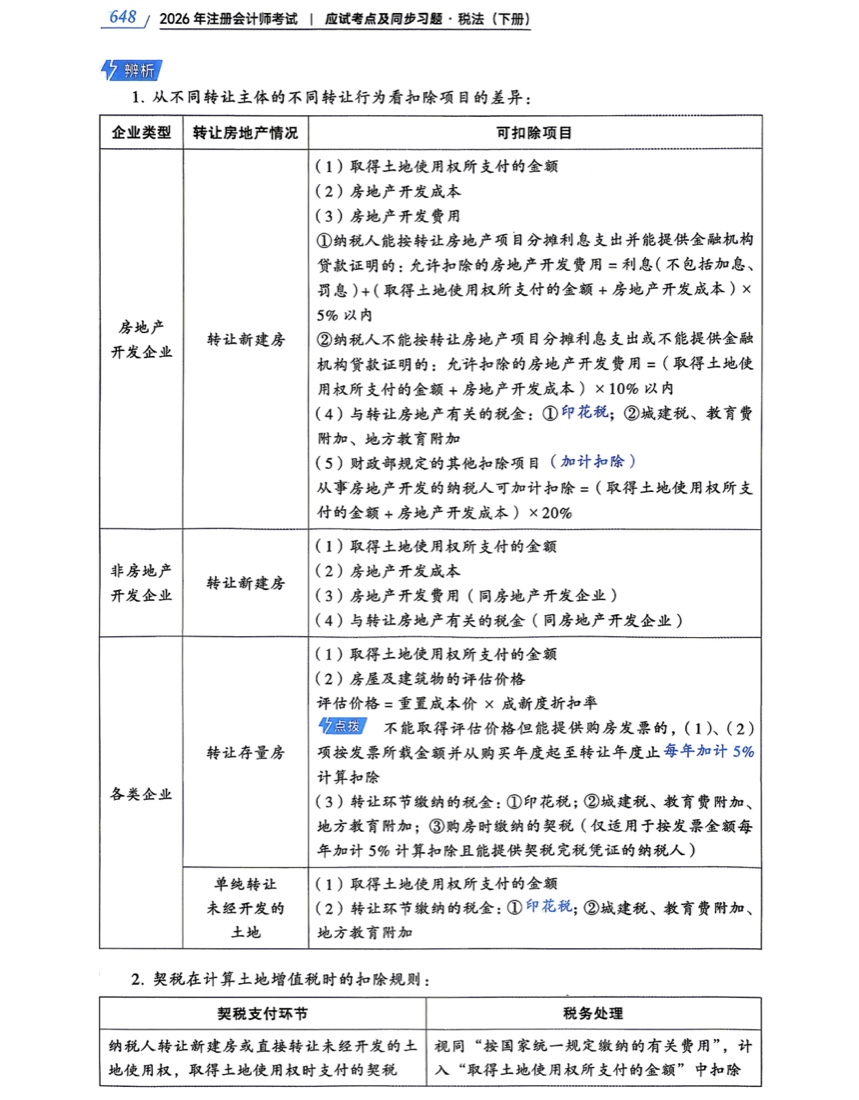 648 2026年注册会计师考试 | 应试考点及同步习题·税法(下册)
辨析
1. 从不同转让主体的不同转让行为看扣除项目的差异:
企业类型 转让房地产情况 可扣除项目
房地产
开发企业
转让新建房
(1)取得土地使用权所支付的金额
(2)房地产开发成本
(3)房地产开发费用
①纳税人能按转让房地产项目分摊利息支出并能提供金融机构
贷款证明的:允许扣除的房地产开发费用=利息(不包括加息、
罚息)+(取得土地使用权所支付的金额+房地产开发成本)×
5%以内
②纳税人不能按转让房地产项目分摊利息支出或不能提供金融
机构贷款证明的:允许扣除的房地产开发费用=(取得土地使
用权所支付的金额+房地产开发成本)×10%以内
(4)与转让房地产有关的税金:①印花税;②城建税、教育费
附加、地方教育附加
(5)财政部规定的其他扣除项目(加计扣除)
从事房地产开发的纳税人可加计扣除=(取得土地使用权所支
付的金额+房地产开发成本)×20%
非房地产
开发企业
转让新建房
(1)取得土地使用权所支付的金额
(2)房地产开发成本
(3)房地产开发费用(同房地产开发企业)
(4)与转让房地产有关的税金(同房地产开发企业)
各类企业
转让存量房
(1)取得土地使用权所支付的金额
(2)房屋及建筑物的评估价格
评估价格=重置成本价×成新度折扣率
点拨 不能取得评估价格但能提供购房发票的,(1)、(2)
项按发票所载金额并从购买年度起至转让年度止每年加计5%
计算扣除
(3)转让环节缴纳的税金:①印花税;②城建税、教育费附加、
地方教育附加;③购房时缴纳的契税(仅适用于按发票金额每
年加计5%计算扣除且能提供契税完税凭证的纳税人)
单纯转让
未经开发的
土地
(1)取得土地使用权所支付的金额
(2)转让环节缴纳的税金:①印花税;②城建税、教育费附加、
地方教育附加
2. 契税在计算土地增值税时的扣除规则:
契税支付环节 税务处理
纳税人转让新建房或直接转让未经开发的土
地使用权,取得土地使用权时支付的契税
视同“按国家统一规定缴纳的有关费用”,计
入“取得土地使用权所支付的金额”中扣除